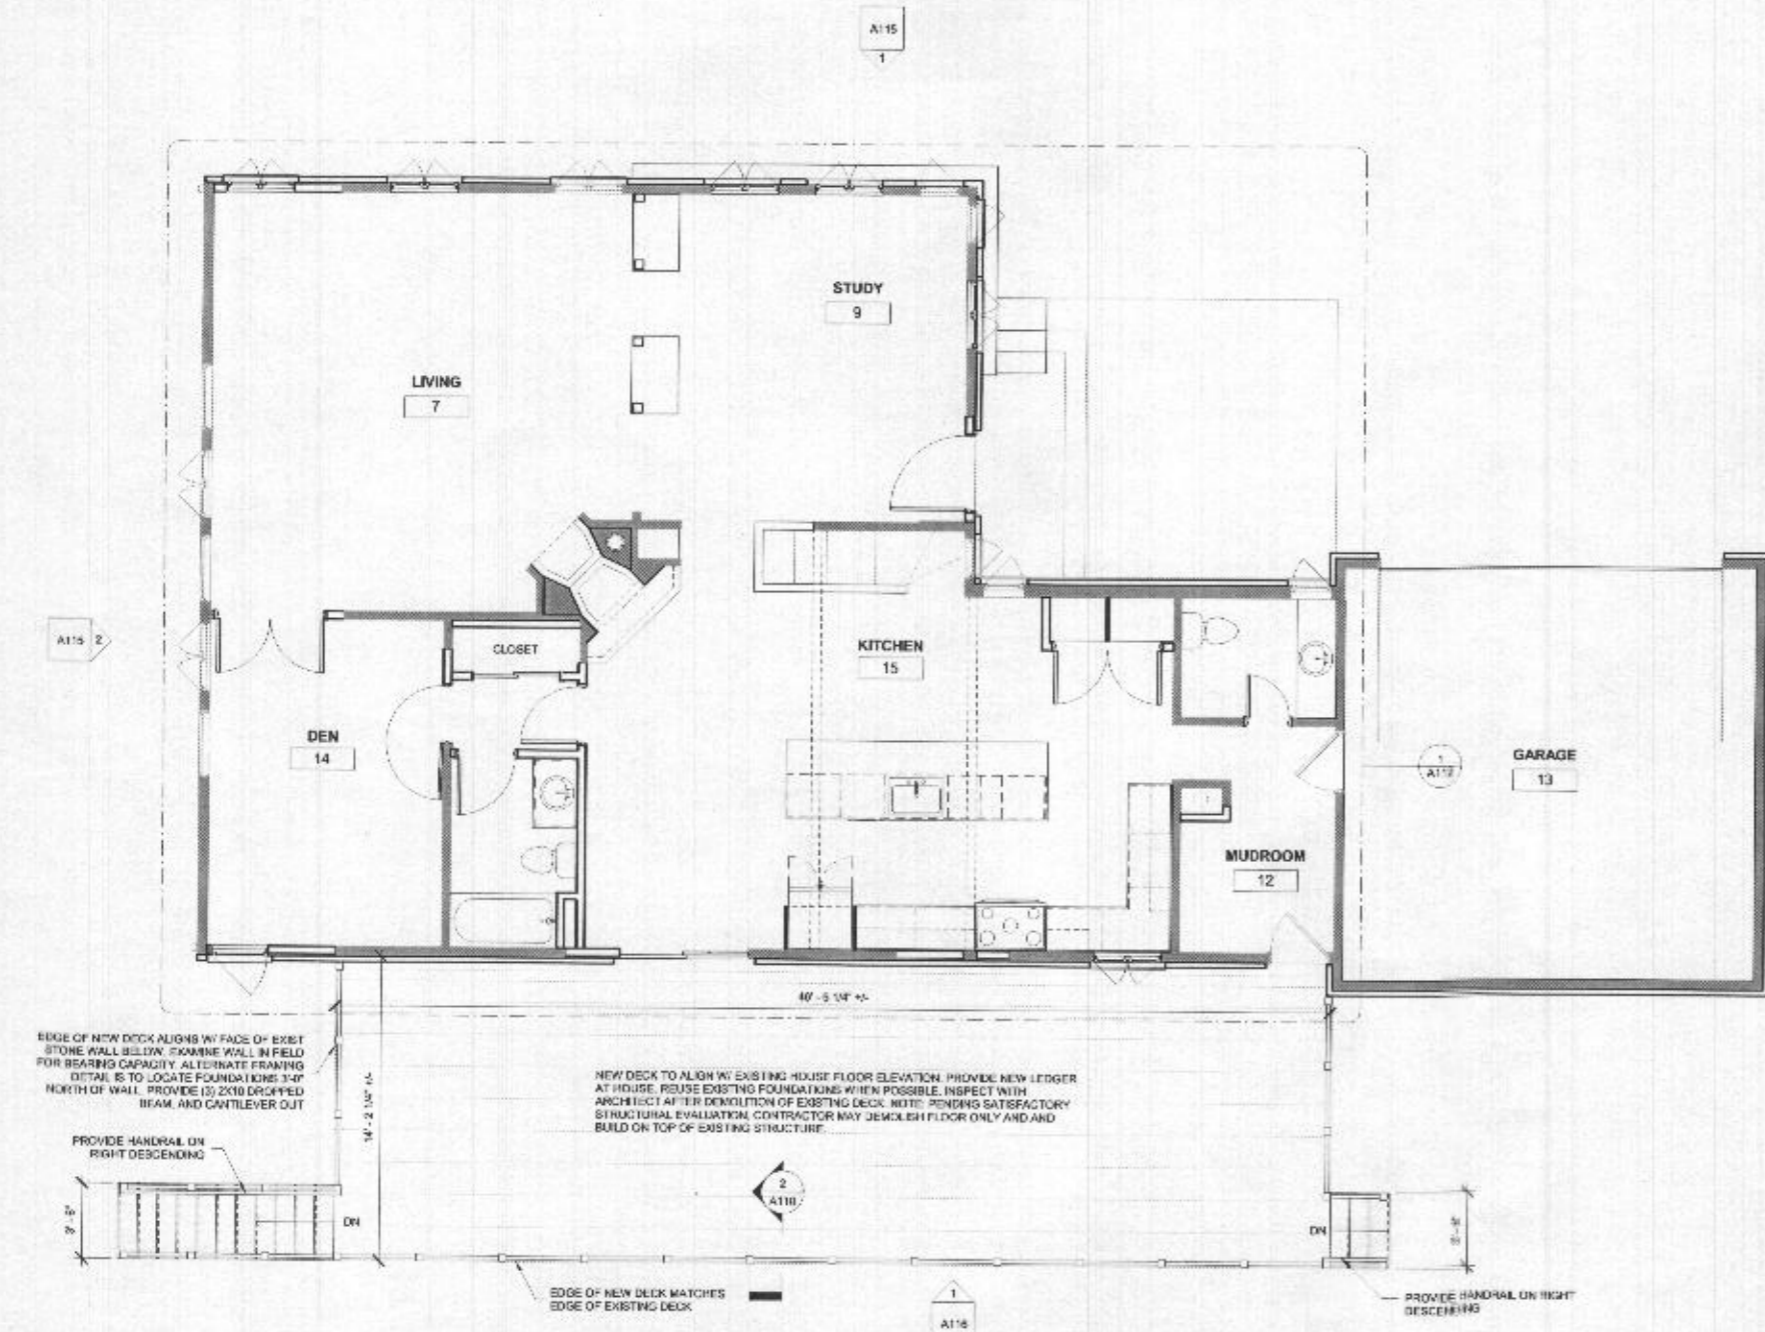 A115
1
STUDY
9
LIVING
7
A115 2
CLOSET
KITCHEN
15
DEN
14
1
A112
GARAGE
13
MUDROOM
12
EDGE OF NEW DECK ALIGNS W/ FACE OF EXIST
STONE WALL BELOW. EXAMINE WALL IN FIELD
FOR BEARING CAPACITY. ALTERNATE FRAMING
DETAIL IS TO LOCATE FOUNDATIONS 3'-0"
NORTH OF WALL. PROVIDE (3) 2X10 DROPPED
BEAM, AND CANTILEVER OUT
14' - 2 1/4" +/-
NEW DECK TO ALIGN W/ EXISTING HOUSE FLOOR ELEVATION. PROVIDE NEW LEDGER
AT HOUSE. REUSE EXISTING FOUNDATIONS WHEN POSSIBLE. INSPECT WITH
ARCHITECT AFTER DEMOLITION OF EXISTING DECK. NOTE: PENDING SATISFACTORY
STRUCTURAL EVALUATION, CONTRACTOR MAY DEMOLISH FLOOR ONLY AND AND
BUILD ON TOP OF EXISTING STRUCTURE.
PROVIDE HANDRAIL ON
RIGHT DESCENDING
2
A118
DN
DN
EDGE OF NEW DECK MATCHES
EDGE OF EXISTING DECK
1
A116
PROVIDE HANDRAIL ON RIGHT
DESCENDING